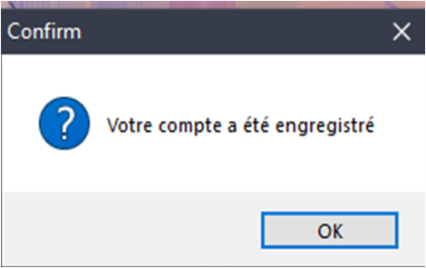 Confirm
Votre compte a été engregistré
OK